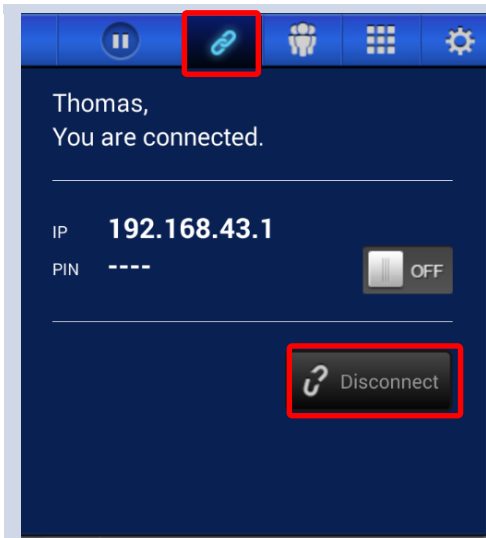 Thomas,
You are connected.
IP 192.168.43.1
PIN ----
OFF
Disconnect